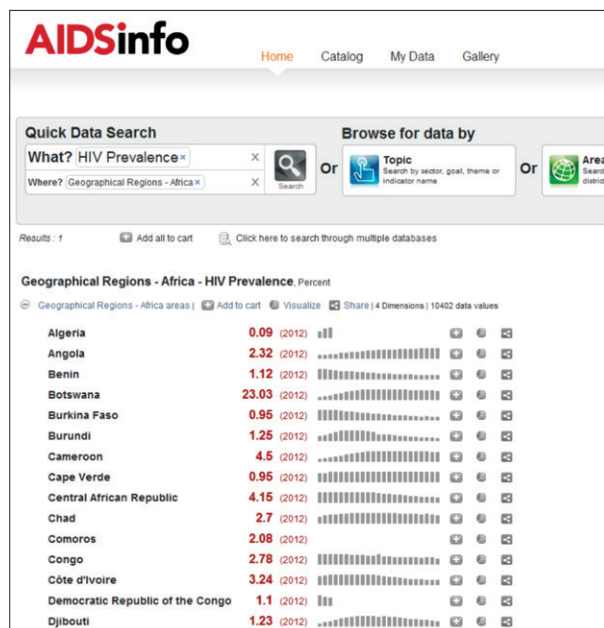 AIDSinfo
Home Catalog My Data Gallery
Quick Data Search
What? HIV Prevalence× X
Where? Geographical Regions - Africa × X
Search
Or
Browse for data by
Topic
Search by sector, goal, theme or
indicator name
Or
Area
Searc
distric
Results : 1 Add all to cart Click here to search through multiple databases
Geographical Regions - Africa - HIV Prevalence, Percent
Geographical Regions - Africa areas | Add to cart Visualize Share | 4 Dimensions | 10402 data values
Algeria 0.09 (2012)
Angola 2.32 (2012)
Benin 1.12 (2012)
Botswana 23.03 (2012)
Burkina Faso 0.95 (2012)
Burundi 1.25 (2012)
Cameroon 4.5 (2012)
Cape Verde 0.95 (2012)
Central African Republic 4.15 (2012)
Chad 2.7 (2012)
Comoros 2.08 (2012)
Congo 2.78 (2012)
Côte d'Ivoire 3.24 (2012)
Democratic Republic of the Congo 1.1 (2012)
Djibouti 1.23 (2012)